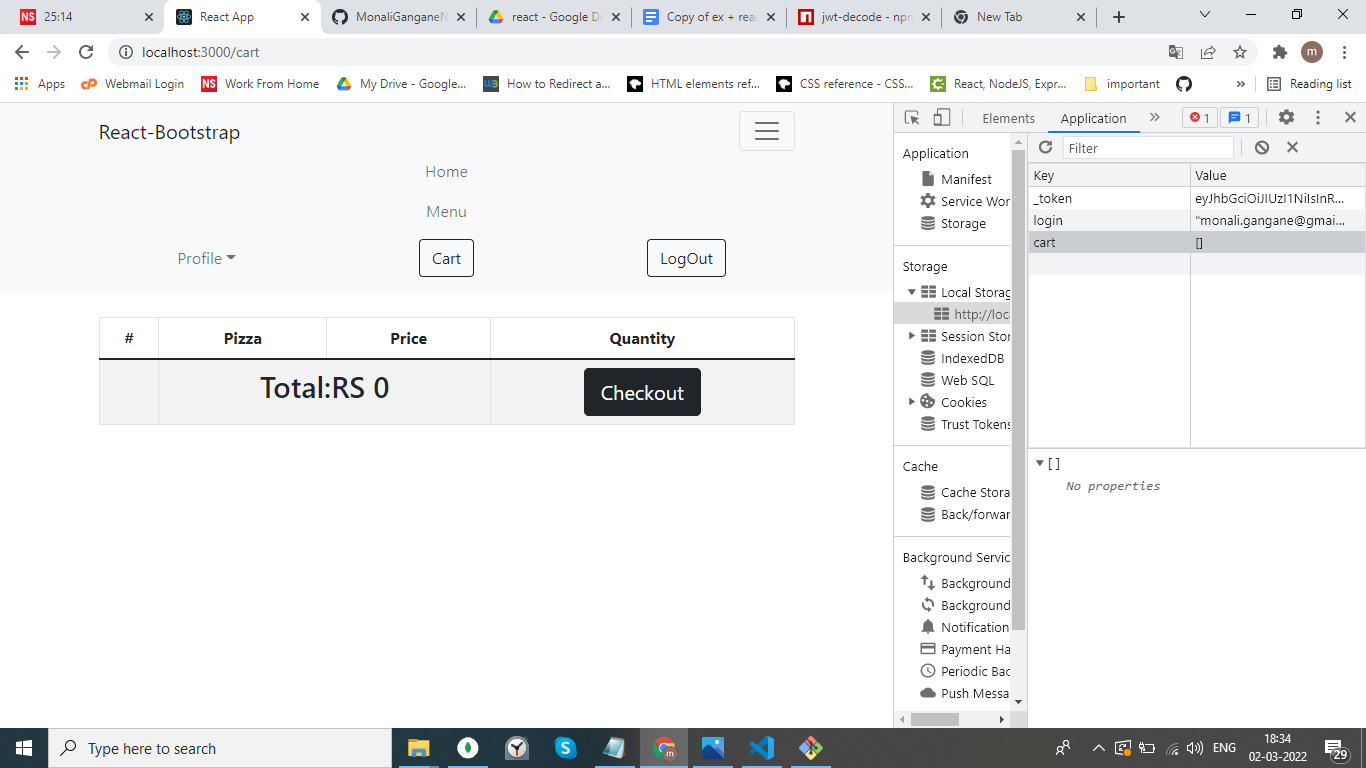 NS 25:14 React App MonaliGanganeN react - Google Dr Copy of ex + reac n jwt-decode - npm New Tab
localhost:3000/cart m
Apps Webmail Login NS Work From Home My Drive - Google... How to Redirect a... HTML elements ref... CSS reference - CSS... React, NodeJS, Expr... important » Reading list
React-Bootstrap
Home
Menu
Profile Cart LogOut
# Pizza Price Quantity
Total:RS 0 Checkout
Elements Application » 1 1
Application
Manifest
Service Wor
Storage
Storage
Local Storag
http://loca
Session Stor
IndexedDB
Web SQL
Cookies
Trust Tokens
Cache
Cache Stora
Back/forwar
Background Servic
Background
Background
Notification
Payment Ha
Periodic Bac
Push Messa
Filter
Key Value
_token eyJhbGciOiJIUzI1NiIsInR...
login "monali.gangane@gmai...
cart []
[]
No properties
Type here to search
ENG 18:34
02-03-2022 29